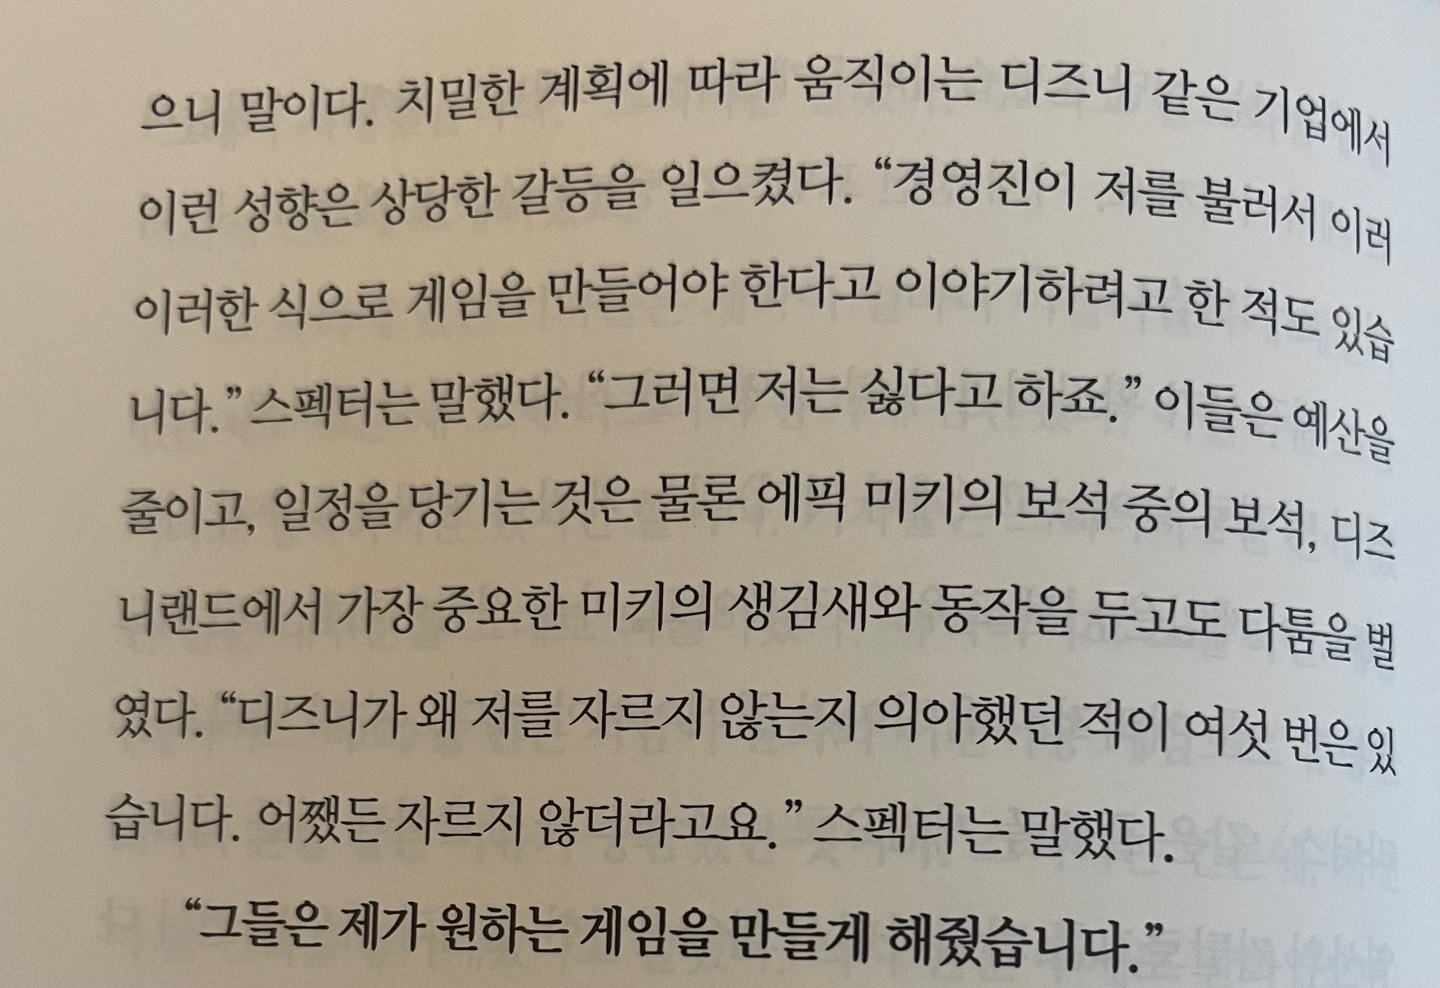 으니 말이다. 치밀한 계획에 따라 움직이는 디즈니 같은 기업에서
이런 성향은 상당한 갈등을 일으켰다. “경영진이 저를 불러서 이러
이러한 식으로 게임을 만들어야 한다고 이야기하려고 한 적도 있습
니다.” 스펙터는 말했다. “그러면 저는 싫다고 하죠.” 이들은 예산을
줄이고, 일정을 당기는 것은 물론 에픽 미키의 보석 중의 보석, 디즈
니랜드에서 가장 중요한 미키의 생김새와 동작을 두고도 다툼을 벌
였다. “디즈니가 왜 저를 자르지 않는지 의아했던 적이 여섯 번은 있
습니다. 어쨌든 자르지 않더라고요.” 스펙터는 말했다.
“그들은 제가 원하는 게임을 만들게 해줬습니다.”